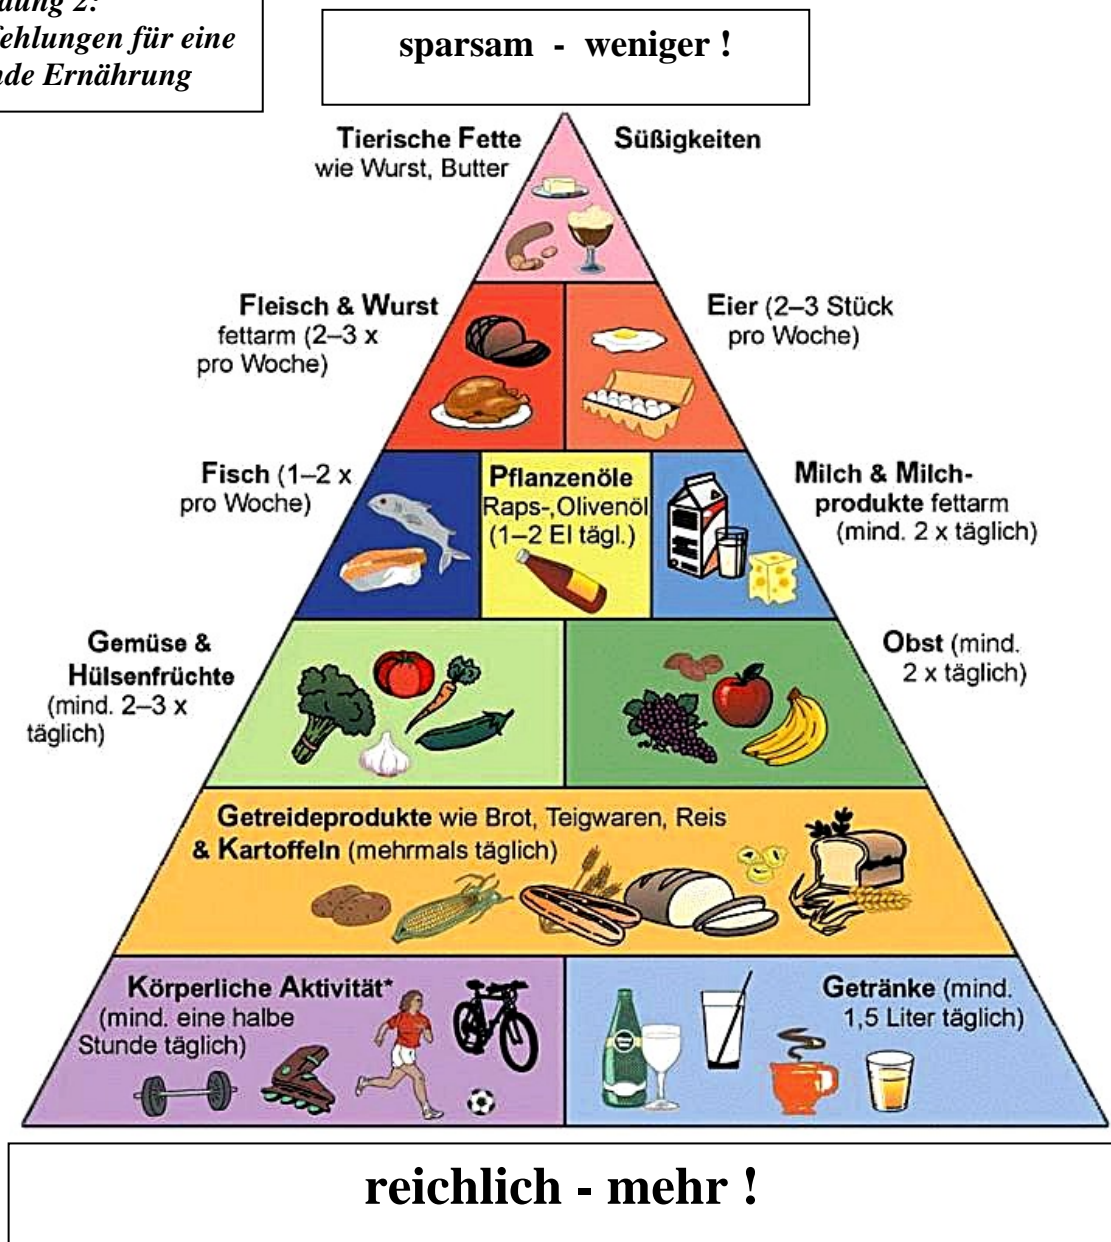 2:
für eine
Ernährung
sparsam - weniger !
Tierische Fette
wie Wurst, Butter
Süßigkeiten
Fleisch & Wurst
fettarm (2–3 x
pro Woche)
Eier (2–3 Stück
pro Woche)
Fisch (1–2 x
pro Woche)
Pflanzenöle
Raps-,Olivenöl
(1–2 El tägl.)
Milch & Milch-
produkte fettarm
(mind. 2 x täglich)
Gemüse &
Hülsenfrüchte
(mind. 2–3 x
täglich)
Obst (mind.
2 x täglich)
Getreideprodukte wie Brot, Teigwaren, Reis
& Kartoffeln (mehrmals täglich)
Körperliche Aktivität*
(mind. eine halbe
Stunde täglich)
Getränke (mind.
1,5 Liter täglich)
reichlich - mehr !